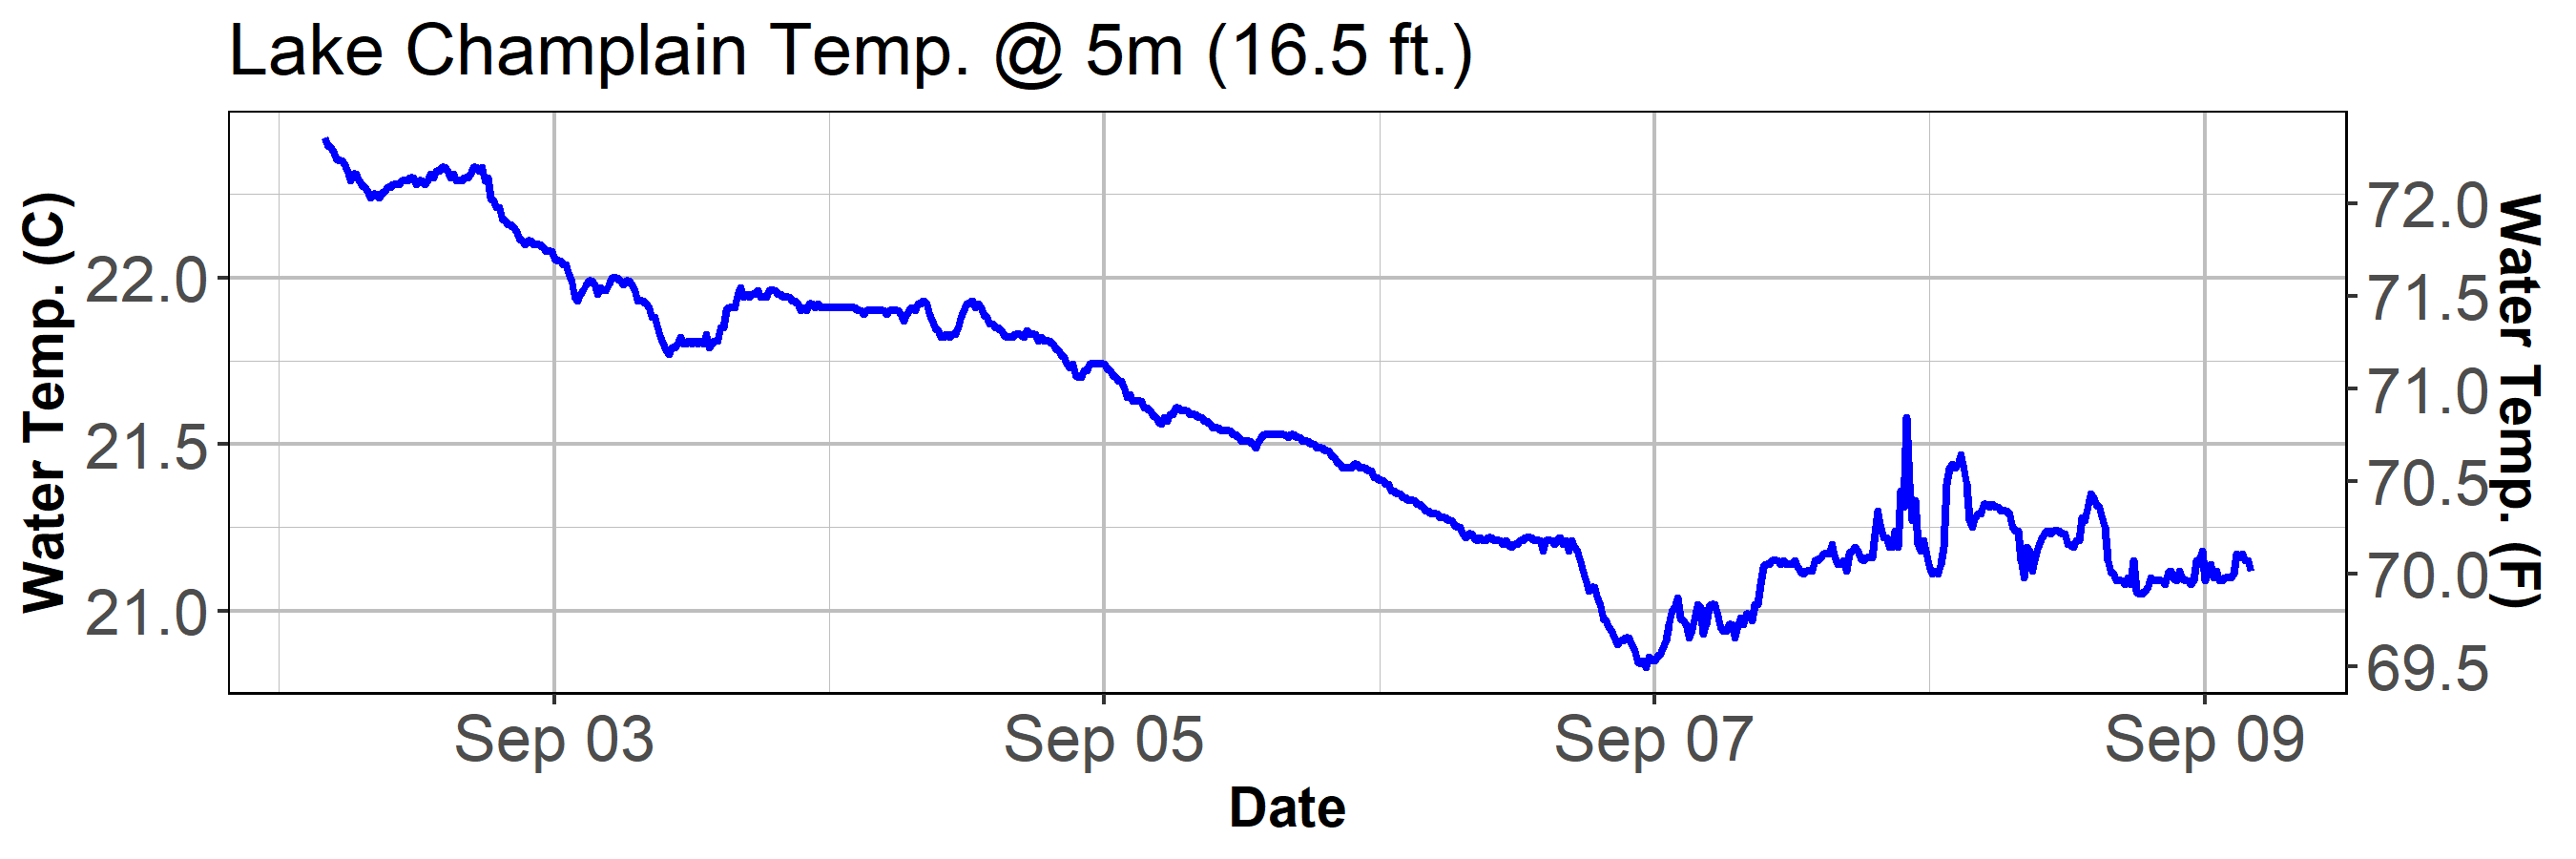 Lake Champlain Temp. @ 5m (16.5 ft.)
Water Temp. (C)
22.0
21.5
21.0
72.0
71.5
71.0
70.5
70.0
69.5
Water Temp. (F)
Sep 03
Sep 05
Sep 07
Sep 09
Date